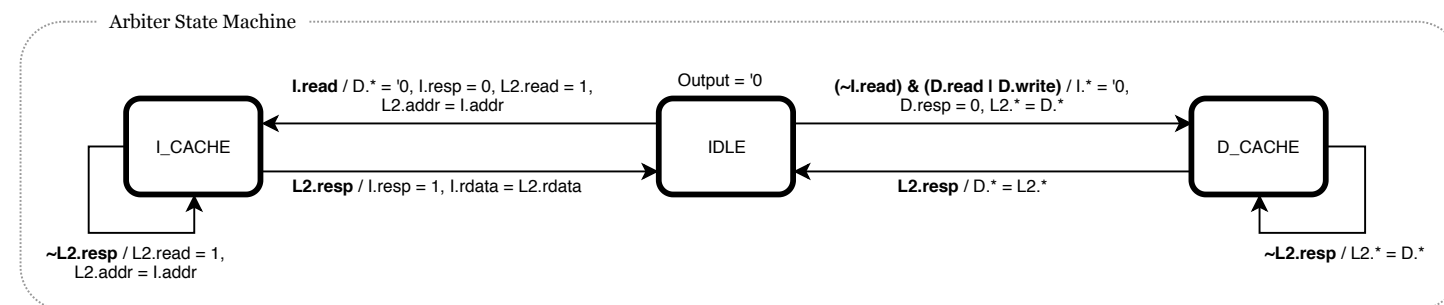 Arbiter State Machine
I.read / D.* = '0, I.resp = 0, L2.read = 1,
L2.addr = I.addr
Output = '0
(~I.read) & (D.read | D.write) / I.* = '0,
D.resp = 0, L2.* = D.*
I_CACHE
IDLE
D_CACHE
L2.resp / I.resp = 1, I.rdata = L2.rdata
L2.resp / D.* = L2.*
~L2.resp / L2.read = 1,
L2.addr = I.addr
~L2.resp / L2.* = D.*